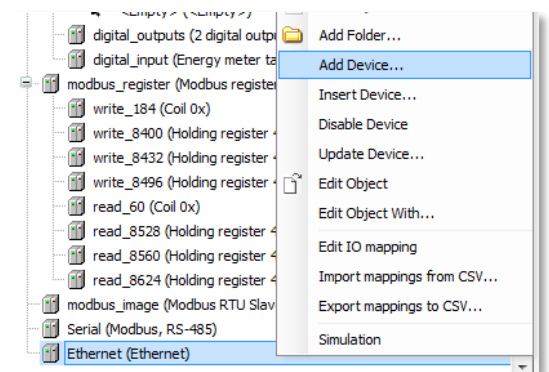 <Empty> (<Empty>)
digital_outputs (2 digital outp
digital_input (Energy meter ta
modbus_register (Modbus register
write_184 (Coil 0x)
write_8400 (Holding register 4
write_8432 (Holding register 4
write_8496 (Holding register 4
read_60 (Coil 0x)
read_8528 (Holding register 4
read_8560 (Holding register 4
read_8624 (Holding register 4
modbus_image (Modbus RTU Slav
Serial (Modbus, RS-485)
Ethernet (Ethernet)
Add Folder...
Add Device...
Insert Device...
Disable Device
Update Device...
Edit Object
Edit Object With...
Edit IO mapping
Import mappings from CSV...
Export mappings to CSV...
Simulation